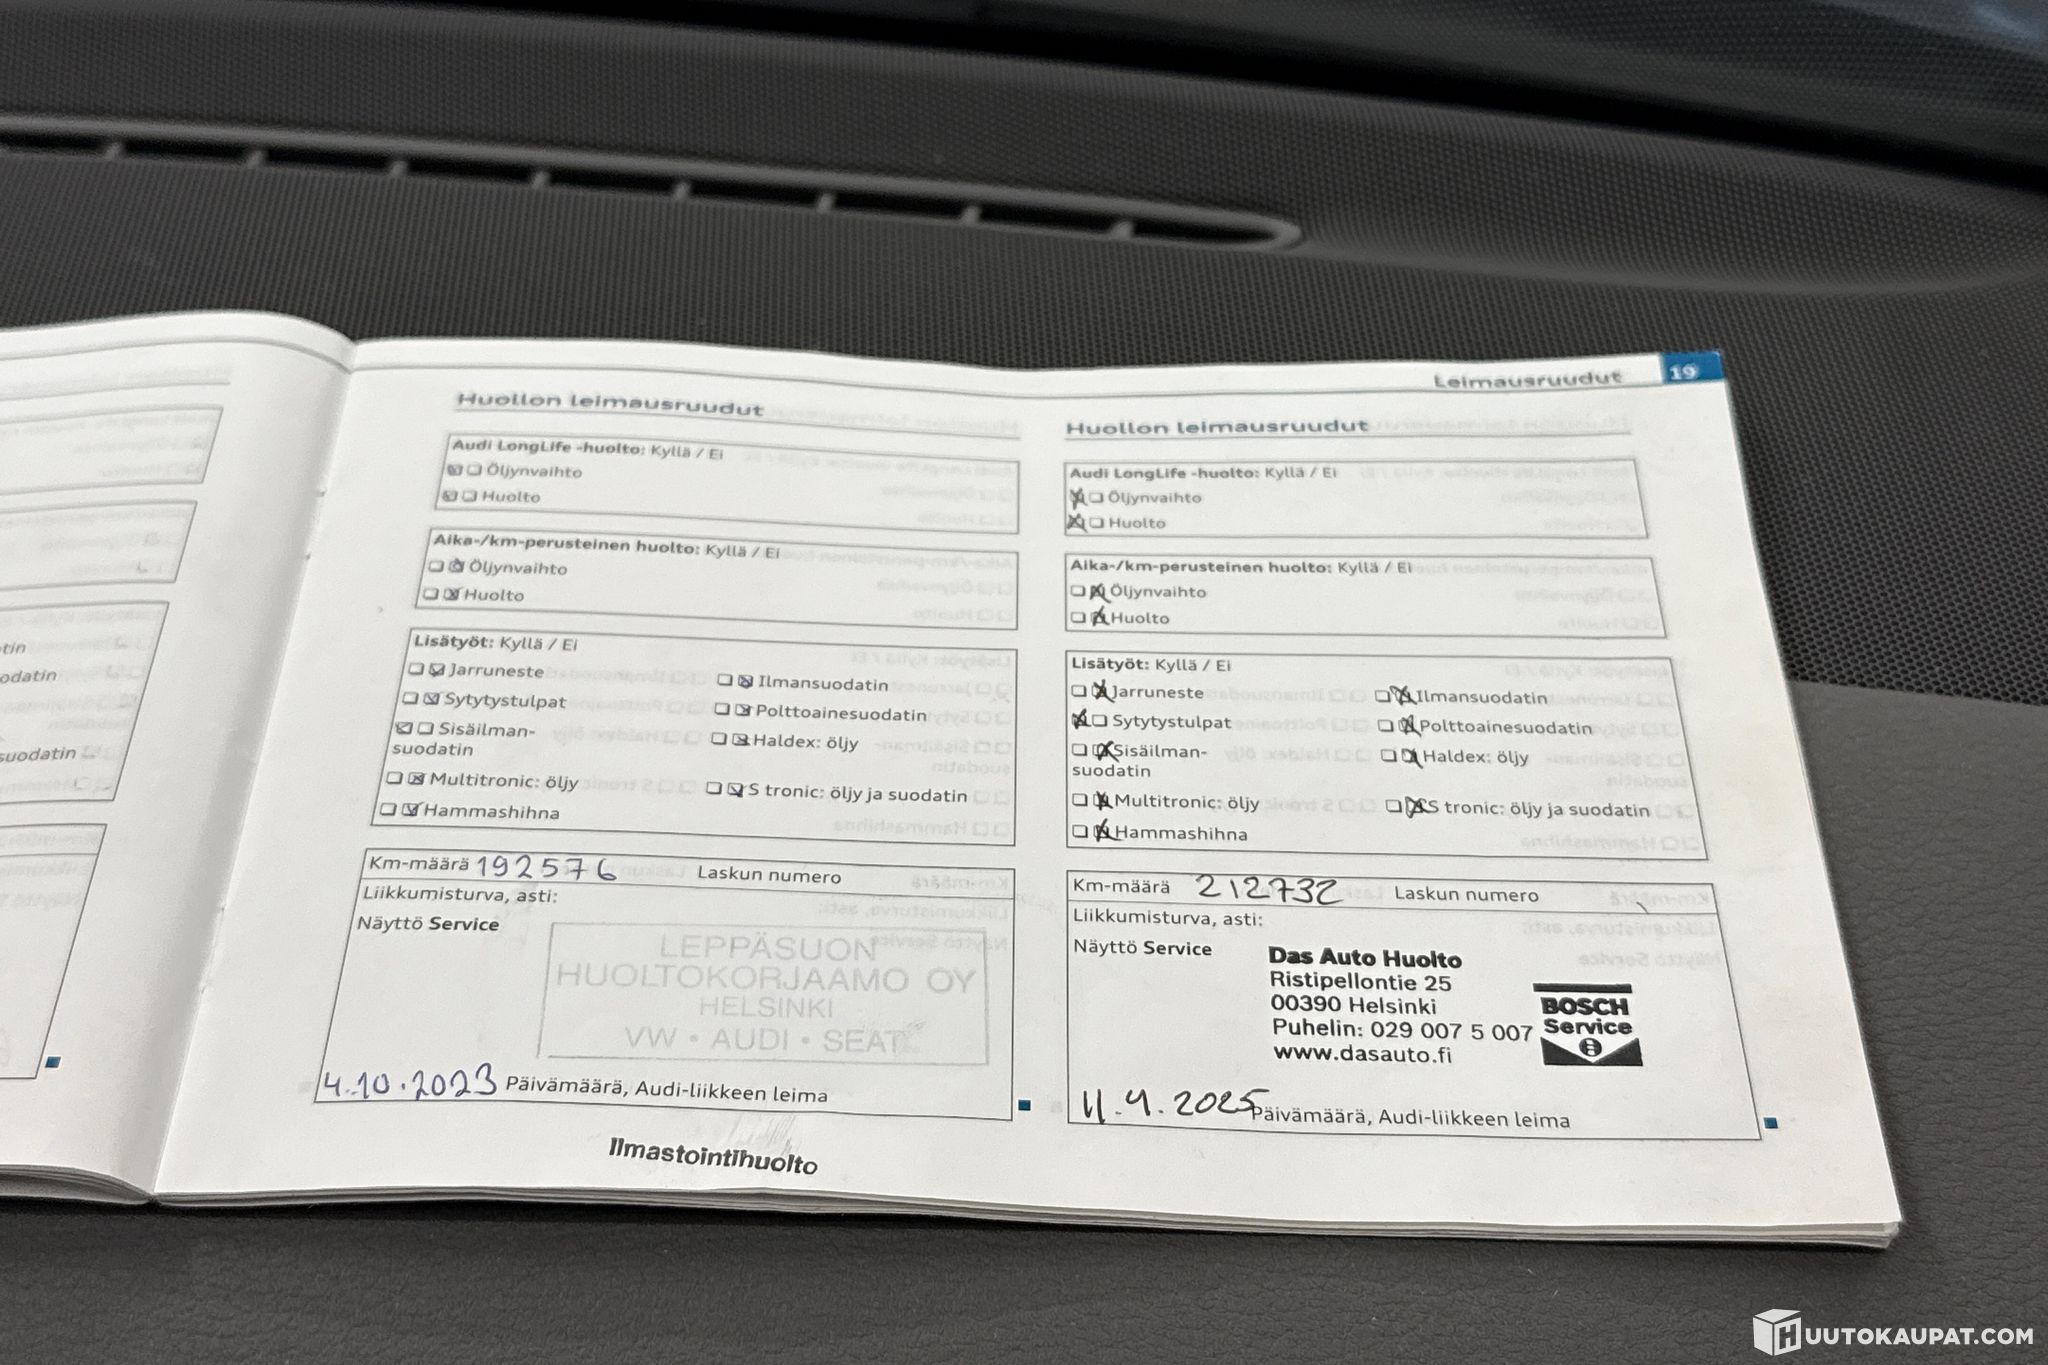 Leimausruudut 19
tin
odatin
suodatin
Huollon leimausruudut
Audi LongLife -huolto: Kyllä / Ei
Öljynvaihto
Huolto
Aika-/km-perusteinen huolto: Kyllä / Ei
Öljynvaihto
Huolto
Lisätyöt: Kyllä / Ei
Jarruneste
Ilmansuodatin
Sytytystulpat
Polttoainesuodatin
Sisäilman-
suodatin
Haldex: öljy
Multitronic: öljy
S tronic: öljy ja suodatin
Hammashihna
Km-määrä 192576 Laskun numero
Liikkumisturva, asti:
Näyttö Service
LEPPÄSUON
HUOLTOKORJAAMO OY
HELSINKI
VW • AUDI • SEAT
4.10.2023 Päivämäärä, Audi-liikkeen leima
Ilmastointihuolto
Huollon leimausruudut
Audi LongLife -huolto: Kyllä / Ei
Öljynvaihto
Huolto
Aika-/km-perusteinen huolto: Kyllä / Ei
Öljynvaihto
Huolto
Lisätyöt: Kyllä / Ei
Jarruneste
Ilmansuodatin
Sytytystulpat
Polttoainesuodatin
Sisäilman-
suodatin
Haldex: öljy
Multitronic: öljy
S tronic: öljy ja suodatin
Hammashihna
Km-määrä 212732 Laskun numero
Liikkumisturva, asti:
Näyttö Service
Das Auto Huolto
Ristipellontie 25
00390 Helsinki
Puhelin: 029 007 5 007
www.dasauto.fi
BOSCH
Service
11.4.2025 Päivämäärä, Audi-liikkeen leima
HUUTOKAUPAT.COM